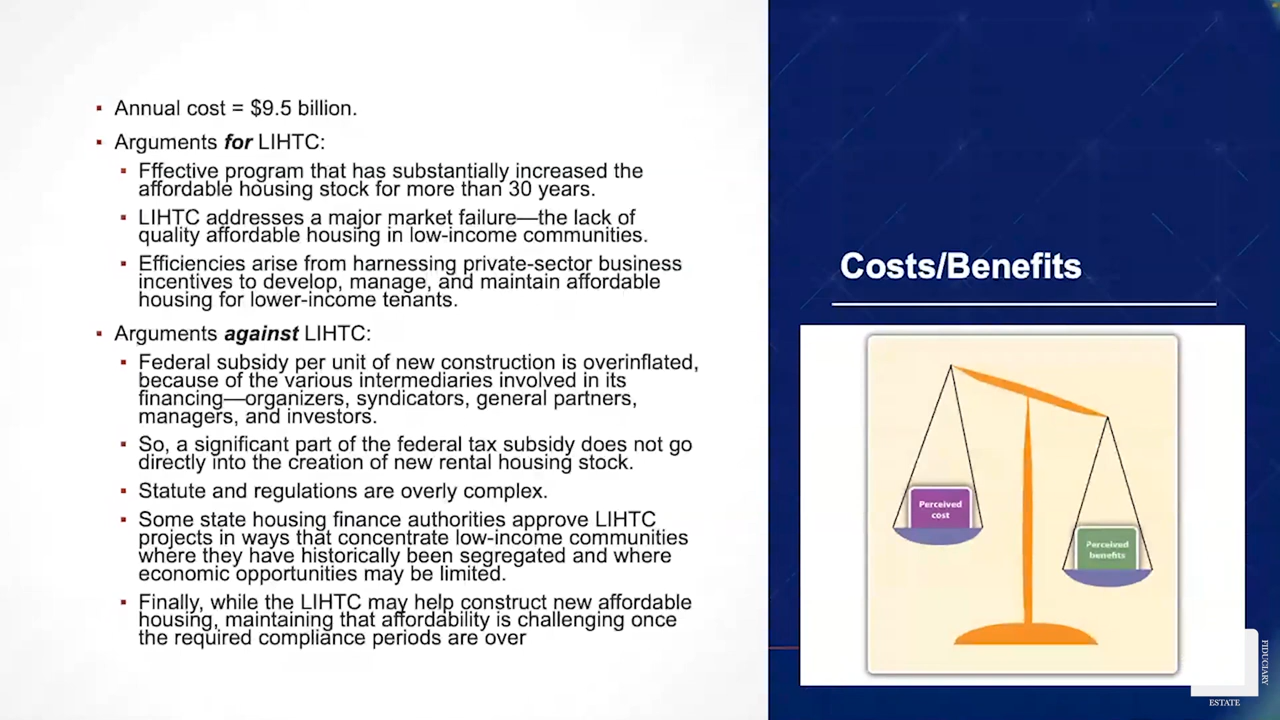 Annual cost = $9.5 billion.
Arguments for LIHTC:
Fffective program that has substantially increased the
affordable housing stock for more than 30 years.
LIHTC addresses a major market failure—the lack of
quality affordable housing in low-income communities.
Efficiencies arise from harnessing private-sector business
incentives to develop, manage, and maintain affordable
housing for lower-income tenants.
Arguments against LIHTC:
Federal subsidy per unit of new construction is overinflated,
because of the various intermediaries involved in its
financing—organizers, syndicators, general partners,
managers, and investors.
So, a significant part of the federal tax subsidy does not go
directly into the creation of new rental housing stock.
Statute and regulations are overly complex.
Some state housing finance authorities approve LIHTC
projects in ways that concentrate low-income communities
where they have historically been segregated and where
economic opportunities may be limited.
Finally, while the LIHTC may help construct new affordable
housing, maintaining that affordability is challenging once
the required compliance periods are over
Costs/Benefits
Perceived
cost
Perceived
benefits
FIDUCIARY
ESTATE